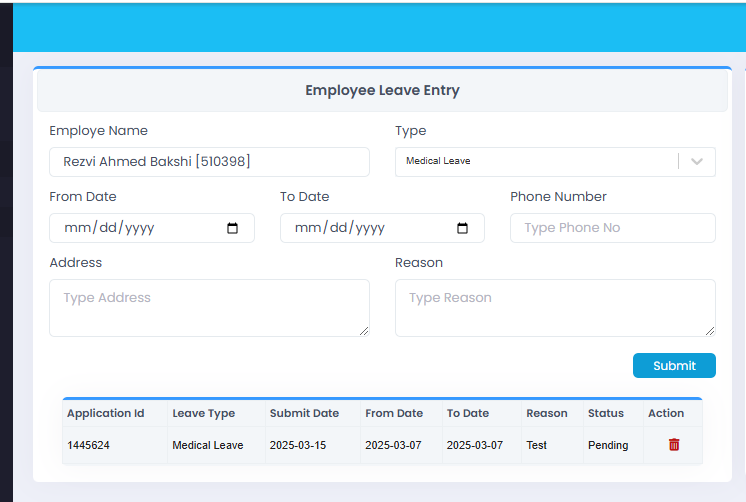 Employee Leave Entry
Employe Name Type
Rezvi Ahmed Bakshi [510398] Medical Leave
From Date To Date Phone Number
mm/dd/yyyy mm/dd/yyyy Type Phone No
Address Reason
Type Address Type Reason
Submit
Application Id Leave Type Submit Date From Date To Date Reason Status Action
1445624 Medical Leave 2025-03-15 2025-03-07 2025-03-07 Test Pending